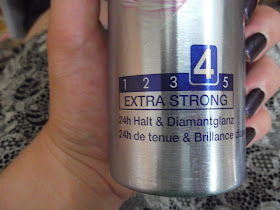 1 2 3 4 5
EXTRA STRONG
24h Halt & Diamantglanz
24h de tenue & Brillance